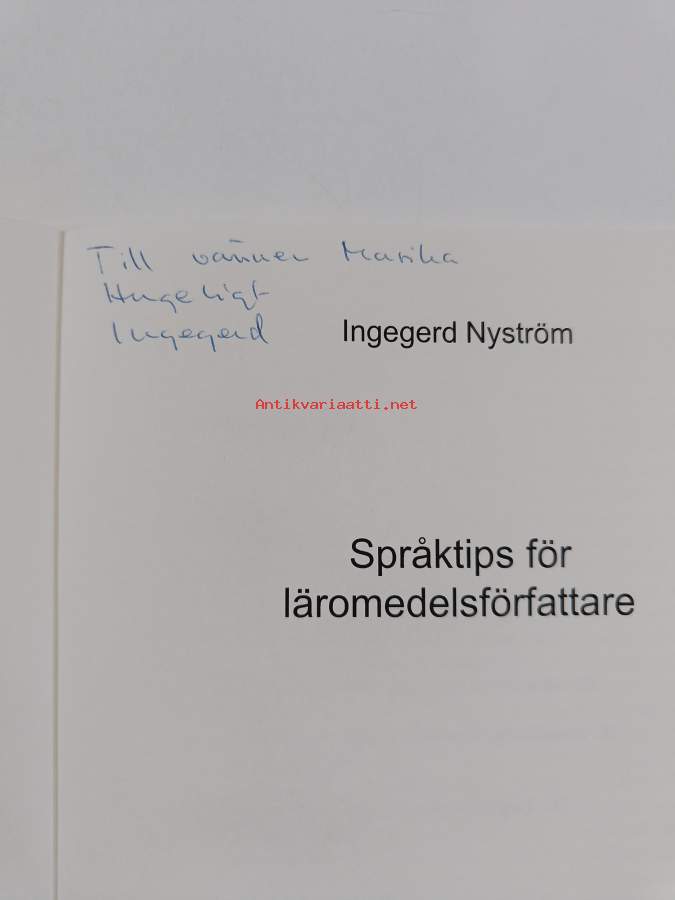 Till vännen Marika
Hugeligt
Ingegerd
Ingegerd Nyström
Antikvariaatti.net
Språktips för
läromedelsförfattare